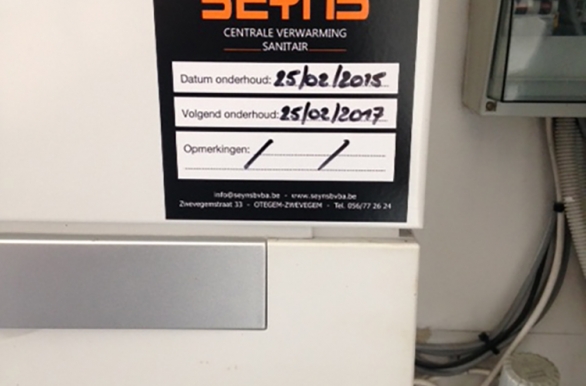 SEYNS
CENTRALE VERWARMING
SANITAIR
Datum onderhoud: 25/02/2015
Volgend onderhoud: 25/02/2017
Opmerkingen: / /
info@seynsbvba.be - www.seynsbvba.be
Zwevegemstraat 33 - OTEGEM-ZWEVEGEM - Tel. 056/77 26 24